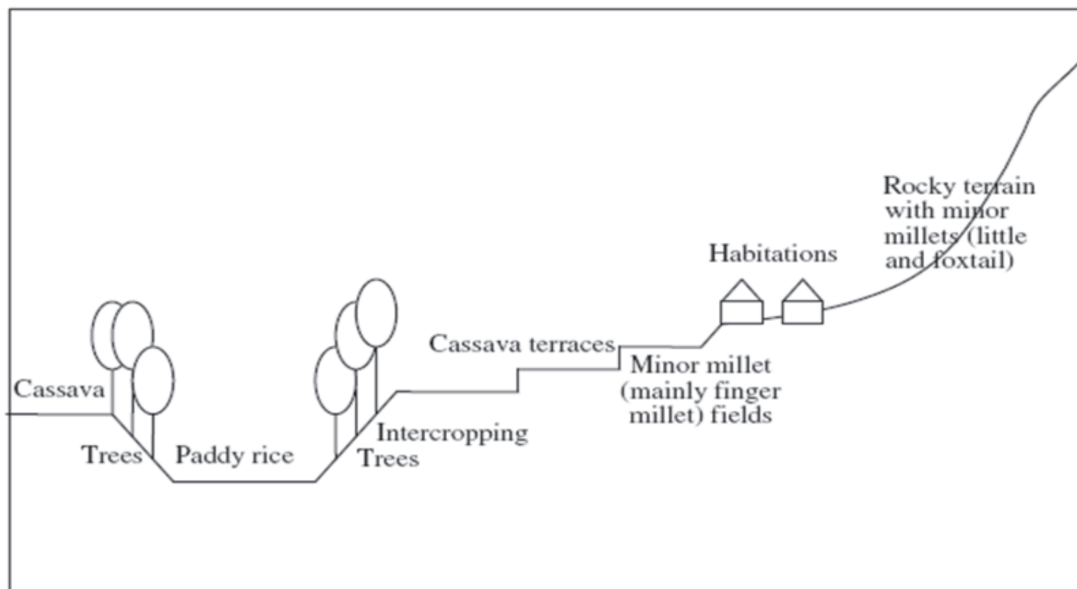 Rocky terrain
with minor
millets (little
and foxtail)
Habitations
Cassava terraces
Minor millet
(mainly finger
millet) fields
Cassava
Intercropping
Trees
Paddy rice
Trees